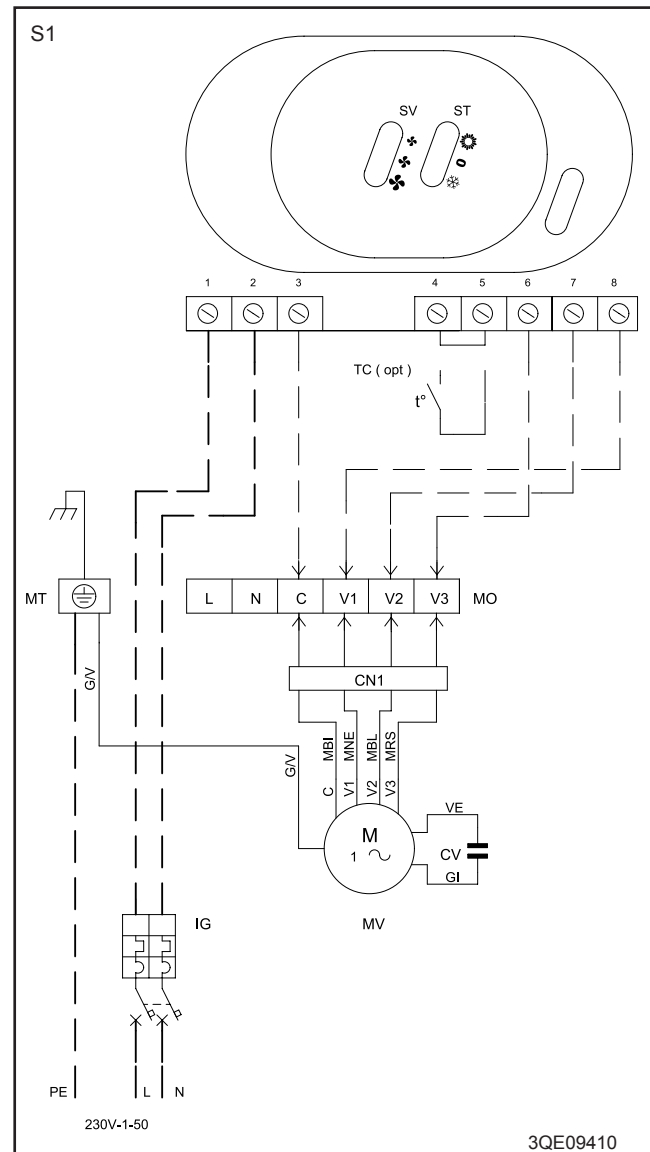 S1
SV ST
0
1 2 3 4 5 6 7 8
TC ( opt )
t°
MT
L N C V1 V2 V3 MO
G/V
CN1
G/V
MBI MNE MBL MRS
C V1 V2 V3
M
1
VE
CV
GI
MV
IG
PE L N
230V-1-50
3QE09410